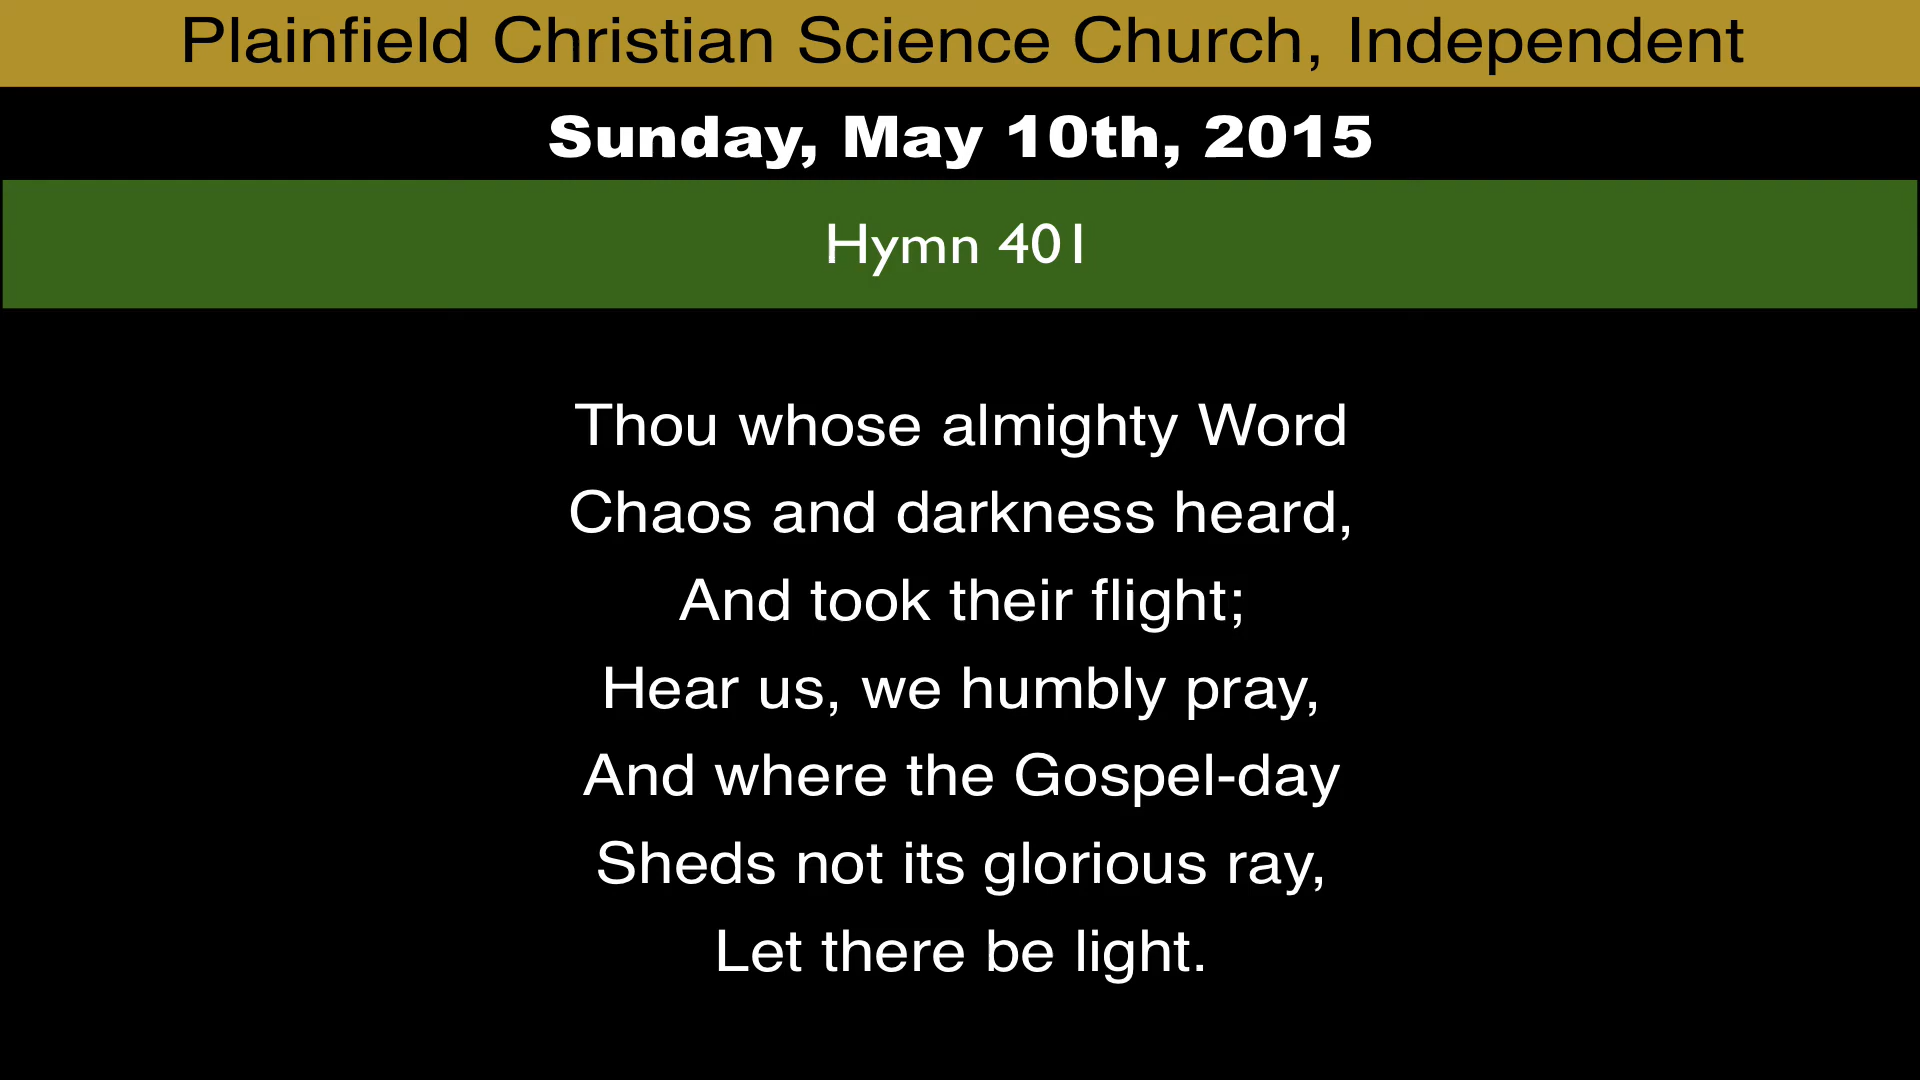 Plainfield Christian Science Church, Independent
Sunday, May 10th, 2015
Hymn 401
Thou whose almighty Word
Chaos and darkness heard,
And took their flight;
Hear us, we humbly pray,
And where the Gospel-day
Sheds not its glorious ray,
Let there be light.